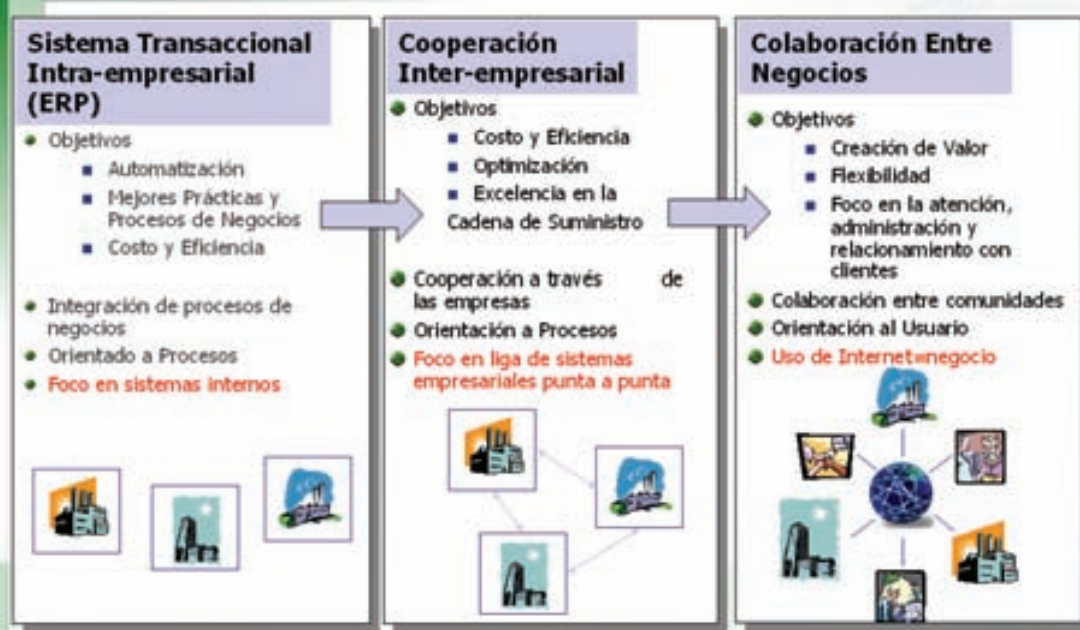 Sistema Transaccional
Intra-empresarial
(ERP)
Objetivos
Automatización
Mejores Prácticas y
Procesos de Negocios
Costo y Eficiencia
Integración de procesos de
negocios
Orientado a Procesos
Foco en sistemas internos
Cooperación
Inter-empresarial
Objetivos
Costo y Eficiencia
Optimización
Excelencia en la
Cadena de Suministro
Cooperación a través de
las empresas
Orientación a Procesos
Foco en liga de sistemas
empresariales punta a punta
Colaboración Entre
Negocios
Objetivos
Creación de Valor
Flexibilidad
Foco en la atención,
administración y
relacionamiento con
clientes
Colaboración entre comunidades
Orientación al Usuario
Uso de Internet=negocio